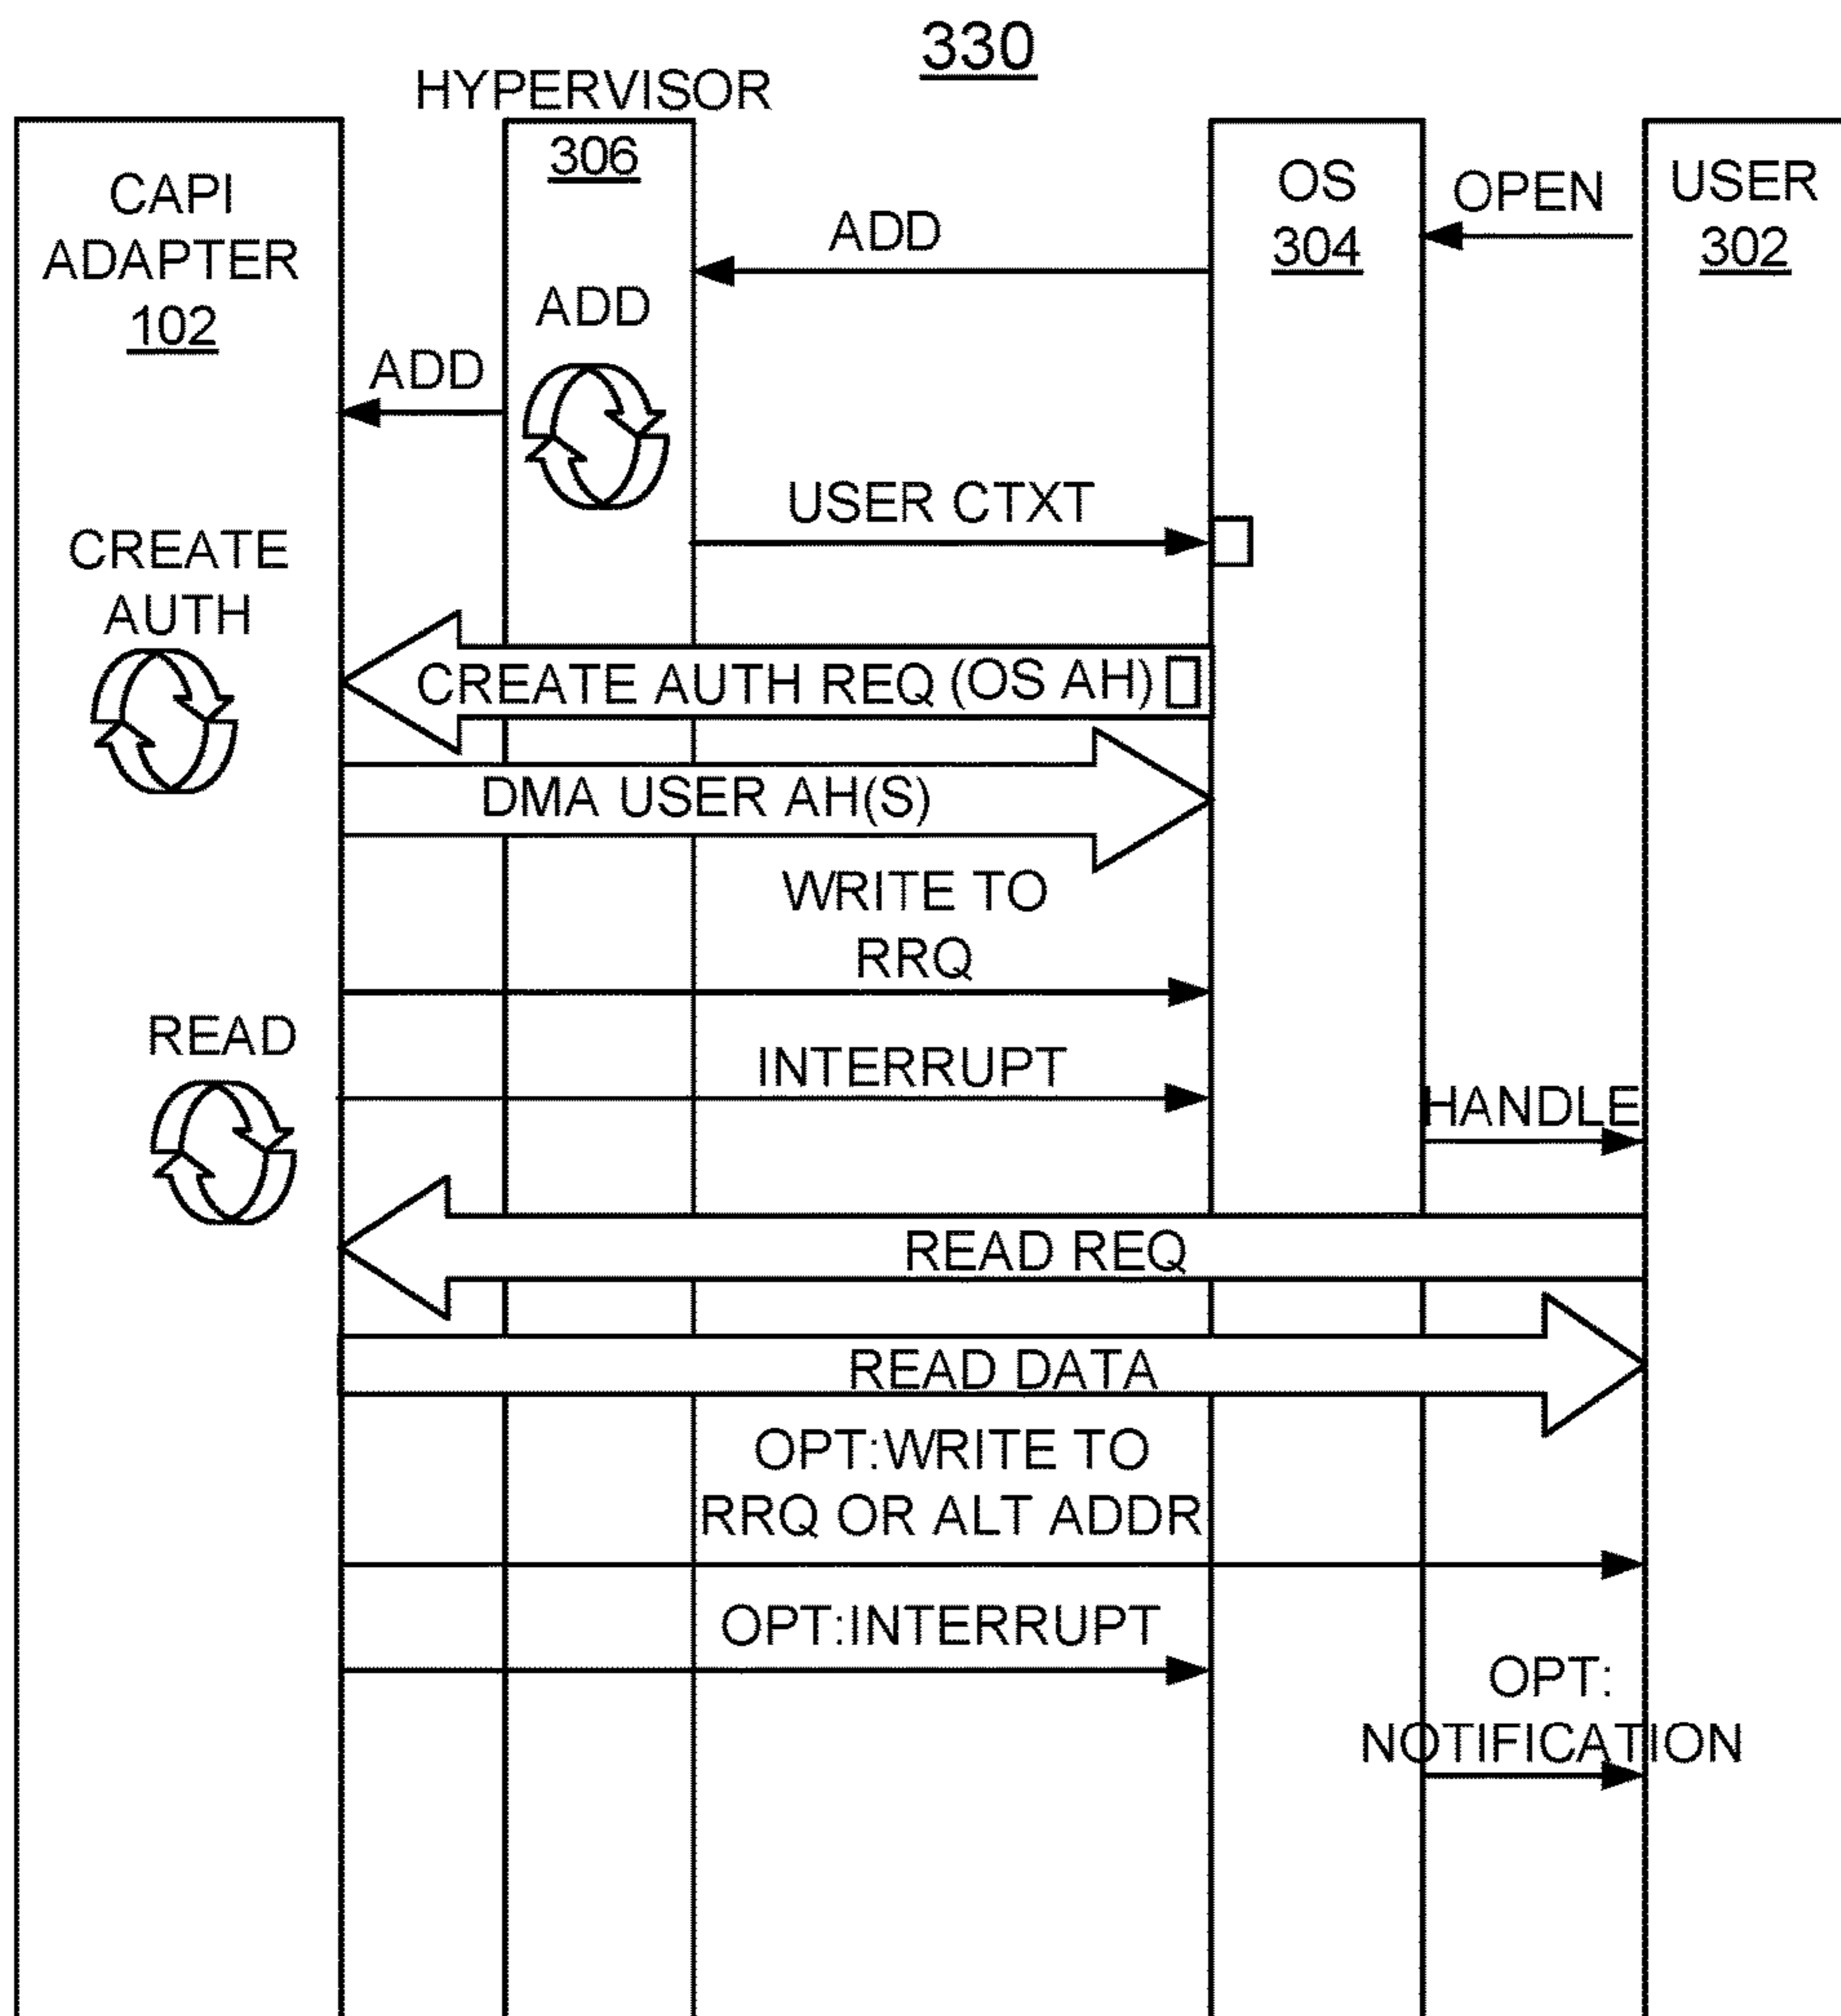 330
HYPERVISOR
306
CAPI
ADAPTER
102
OS
304
OPEN
USER
302
ADD
ADD
ADD
USER CTXT
CREATE
AUTH
CREATE AUTH REQ (OS AH)
DMA USER AH(S)
WRITE TO
RRQ
READ
INTERRUPT
HANDLE
READ REQ
READ DATA
OPT:WRITE TO
RRQ OR ALT ADDR
OPT:INTERRUPT
OPT:
NOTIFICATION